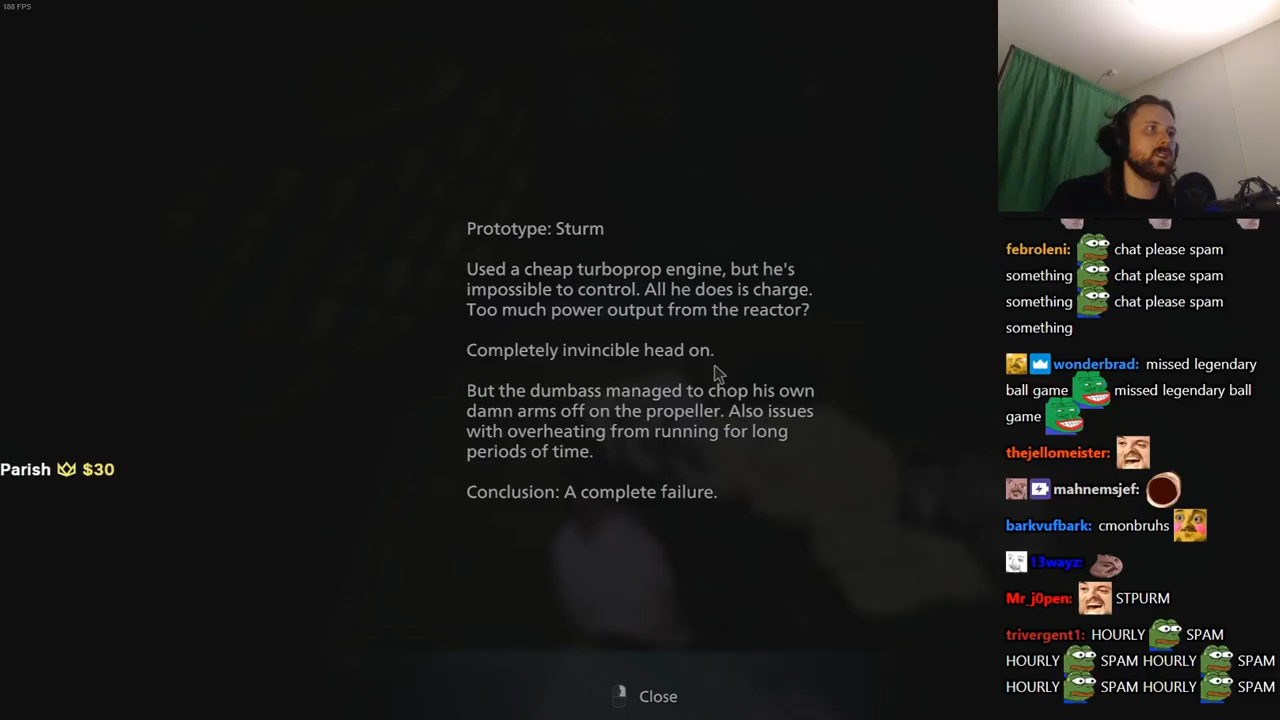 188 FPS
Prototype: Sturm
Used a cheap turboprop engine, but he's
impossible to control. All he does is charge.
Too much power output from the reactor?
Completely invincible head on.
But the dumbass managed to chop his own
damn arms off on the propeller. Also issues
with overheating from running for long
periods of time.
Conclusion: A complete failure.
Close
Parish $30
febroleni: chat please spam
something chat please spam
something chat please spam
something
wonderbrad: missed legendary
ball game missed legendary ball
game
thejellomeister:
mahnemsjef:
barkvufbark: cmonbruhs
13wayz:
Mr_j0pen: STPURM
trivergent1: HOURLY SPAM
HOURLY SPAM HOURLY SPAM
HOURLY SPAM HOURLY SPAM